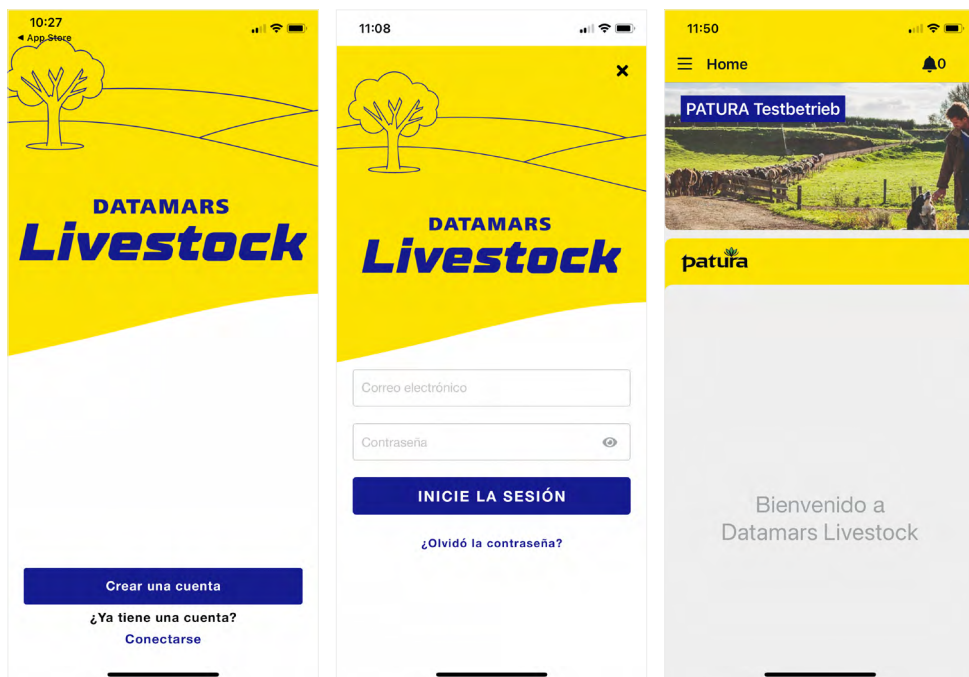 10:27
◄ App Store
DATAMARS
Livestock
Crear una cuenta
¿Ya tiene una cuenta?
Conectarse
11:08
DATAMARS
Livestock
Correo electrónico
Contraseña
INICIE LA SESIÓN
¿Olvidó la contraseña?
11:50
Home
0
PATURA Testbetrieb
patura
Bienvenido a
Datamars Livestock